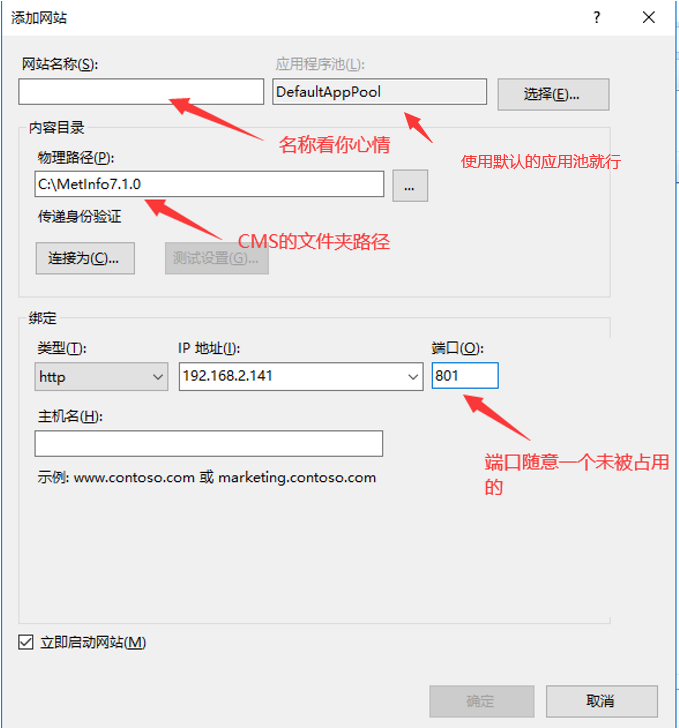 添加网站
?
网站名称(S):
应用程序池(L):
DefaultAppPool
选择(E)...
名称看你心情
使用默认的应用池就行
内容目录
物理路径(P):
C:\MetInfo7.1.0
...
传递身份验证
CMS的文件夹路径
连接为(C)...
测试设置(G)...
绑定
类型(T):
IP 地址(I):
端口(O):
http
192.168.2.141
801
主机名(H):
端口随意一个未被占用
的
示例: www.contoso.com 或 marketing.contoso.com
立即启动网站(M)
确定
取消